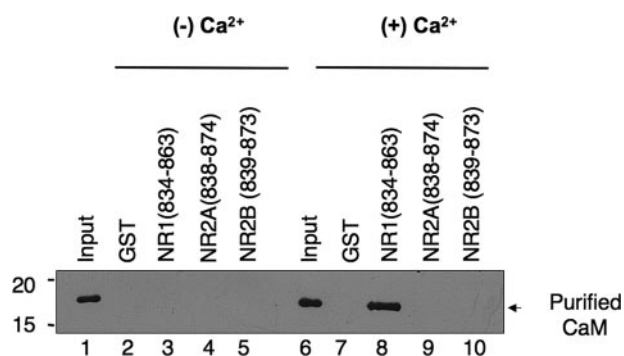 (-) Ca²⁺ (+) Ca²⁺
Input GST NR1(834-863) NR2A(838-874) NR2B (839-873) Input GST NR1(834-863) NR2A(838-874) NR2B (839-873)
20
15
Purified
CaM
1 2 3 4 5 6 7 8 9 10